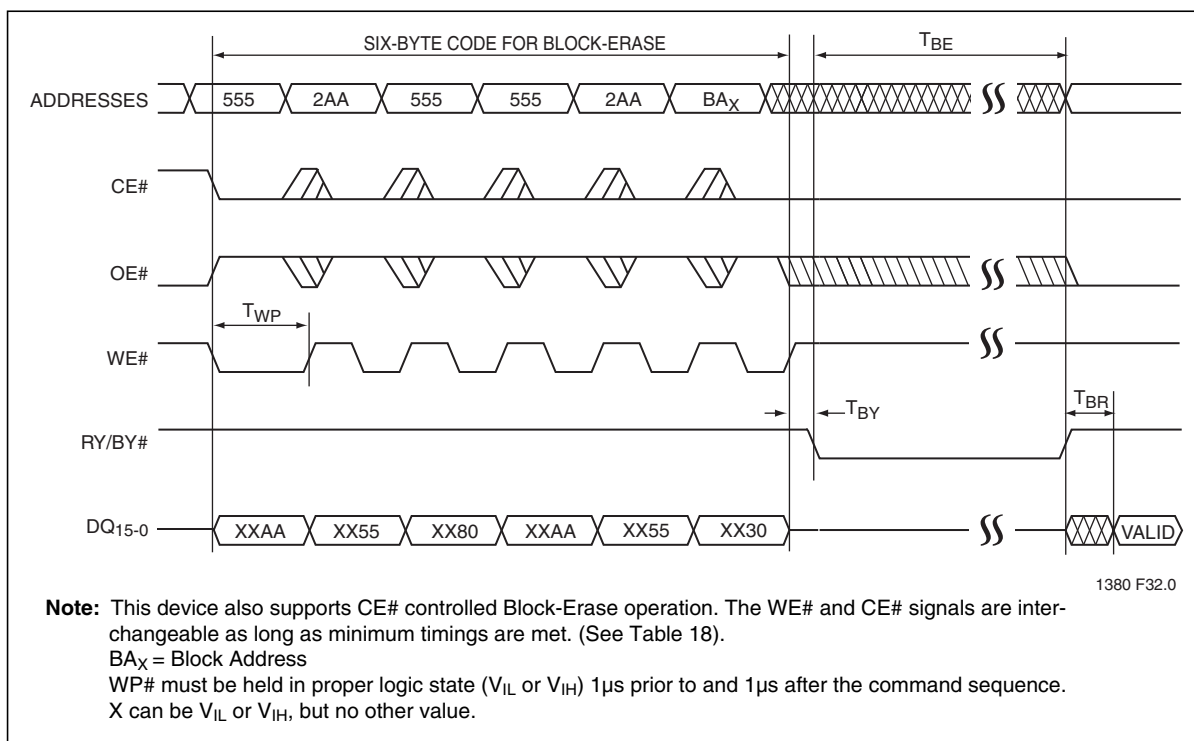 SIX-BYTE CODE FOR BLOCK-ERASE
TBE
ADDRESSES 555 2AA 555 555 2AA BAX
CE#
OE#
TWP
WE#
TBY
TBR
RY/BY#
DQ15-0 XXAA XX55 XX80 XXAA XX55 XX30 VALID
1380 F32.0
Note: This device also supports CE# controlled Block-Erase operation. The WE# and CE# signals are inter-
changeable as long as minimum timings are met. (See Table 18).
BAX = Block Address
WP# must be held in proper logic state (VIL or VIH) 1µs prior to and 1µs after the command sequence.
X can be VIL or VIH, but no other value.